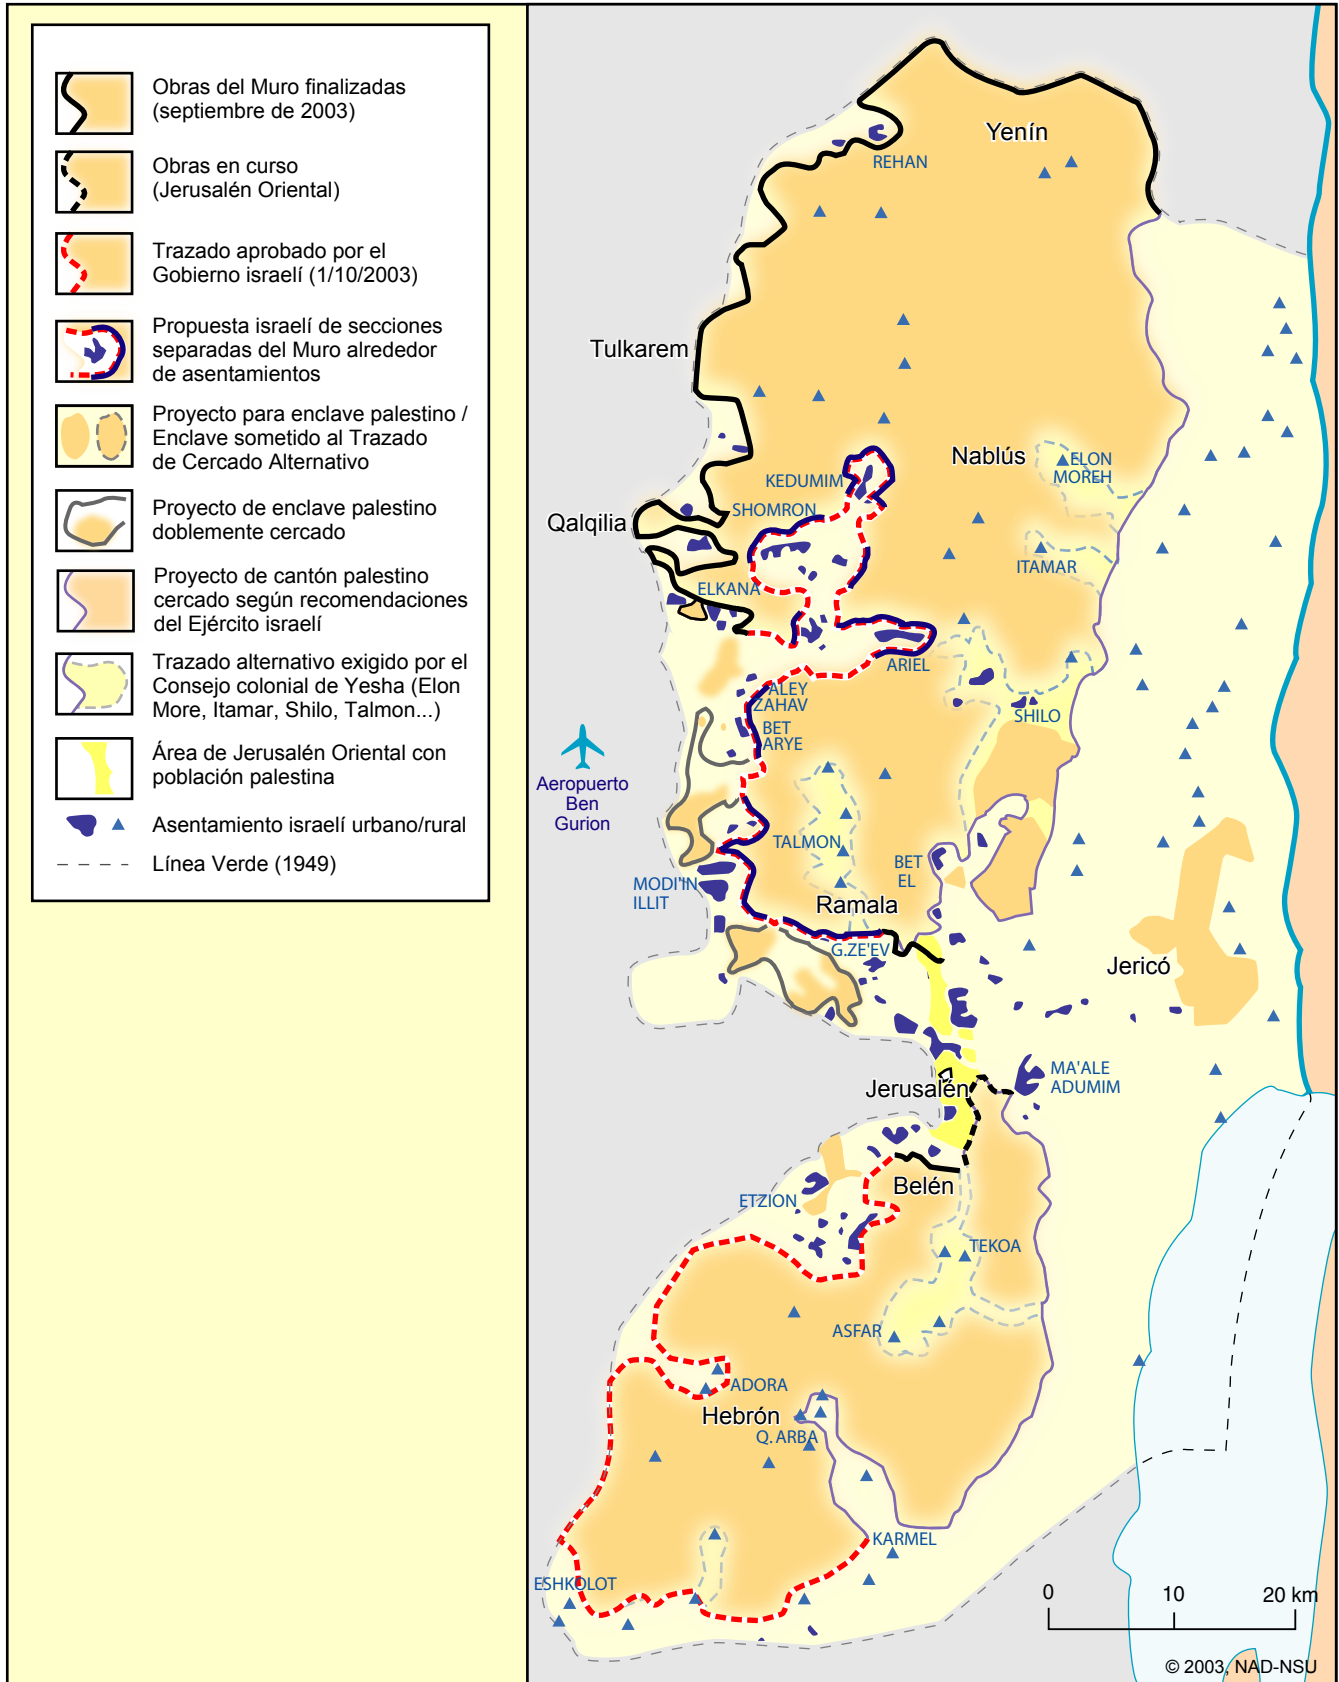 Obras del Muro finalizadas
(septiembre de 2003)
Obras en curso
(Jerusalén Oriental)
Trazado aprobado por el
Gobierno israelí (1/10/2003)
Propuesta israelí de secciones
separadas del Muro alrededor
de asentamientos
Proyecto para enclave palestino /
Enclave sometido al Trazado
de Cercado Alternativo
Proyecto de enclave palestino
doblemente cercado
Proyecto de cantón palestino
cercado según recomendaciones
del Ejército israelí
Trazado alternativo exigido por el
Consejo colonial de Yesha (Elon
More, Itamar, Shilo, Talmon...)
Área de Jerusalén Oriental con
población palestina
Asentamiento israelí urbano/rural
Línea Verde (1949)
Yenín
REHAN
Tulkarem
Nablús
ELON
MOREH
KEDUMIM
SHOMRON
Qalqilia
ITAMAR
ELKANA
ARIEL
ALEY
ZAHAV
SHILO
BET
ARYE
Aeropuerto
Ben
Gurion
TALMON
BET
EL
MODI'IN
ILLIT
Ramala
G.ZE'EV
Jericó
MA'ALE
ADUMIM
Jerusalén
Belén
ETZION
TEKOA
ASFAR
ADORA
Hebrón
Q. ARBA
KARMEL
ESHKOLOT
0 10 20 km
© 2003, NAD-NSU